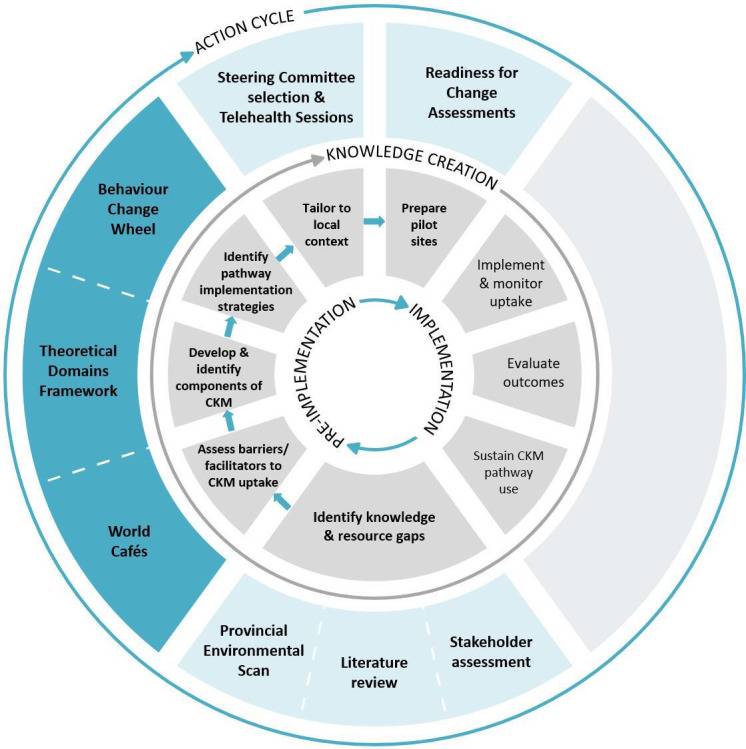 ACTION CYCLE
Steering Committee
selection &
Telehealth Sessions
Readiness for
Change
Assessments
KNOWLEDGE CREATION
Behaviour
Change
Wheel
Theoretical
Domains
Framework
World
Cafés
Tailor to
local
context
Prepare
pilot
sites
Identify
pathway
implementation
strategies
Implement
& monitor
uptake
Develop &
identify
components of
CKM
Evaluate
outcomes
Assess barriers/
facilitators to
CKM uptake
Sustain CKM
pathway
use
Identify knowledge
& resource gaps
PRE-IMPLEMENTATION
IMPLEMENTATION
Provincial
Environmental
Scan
Literature
review
Stakeholder
assessment